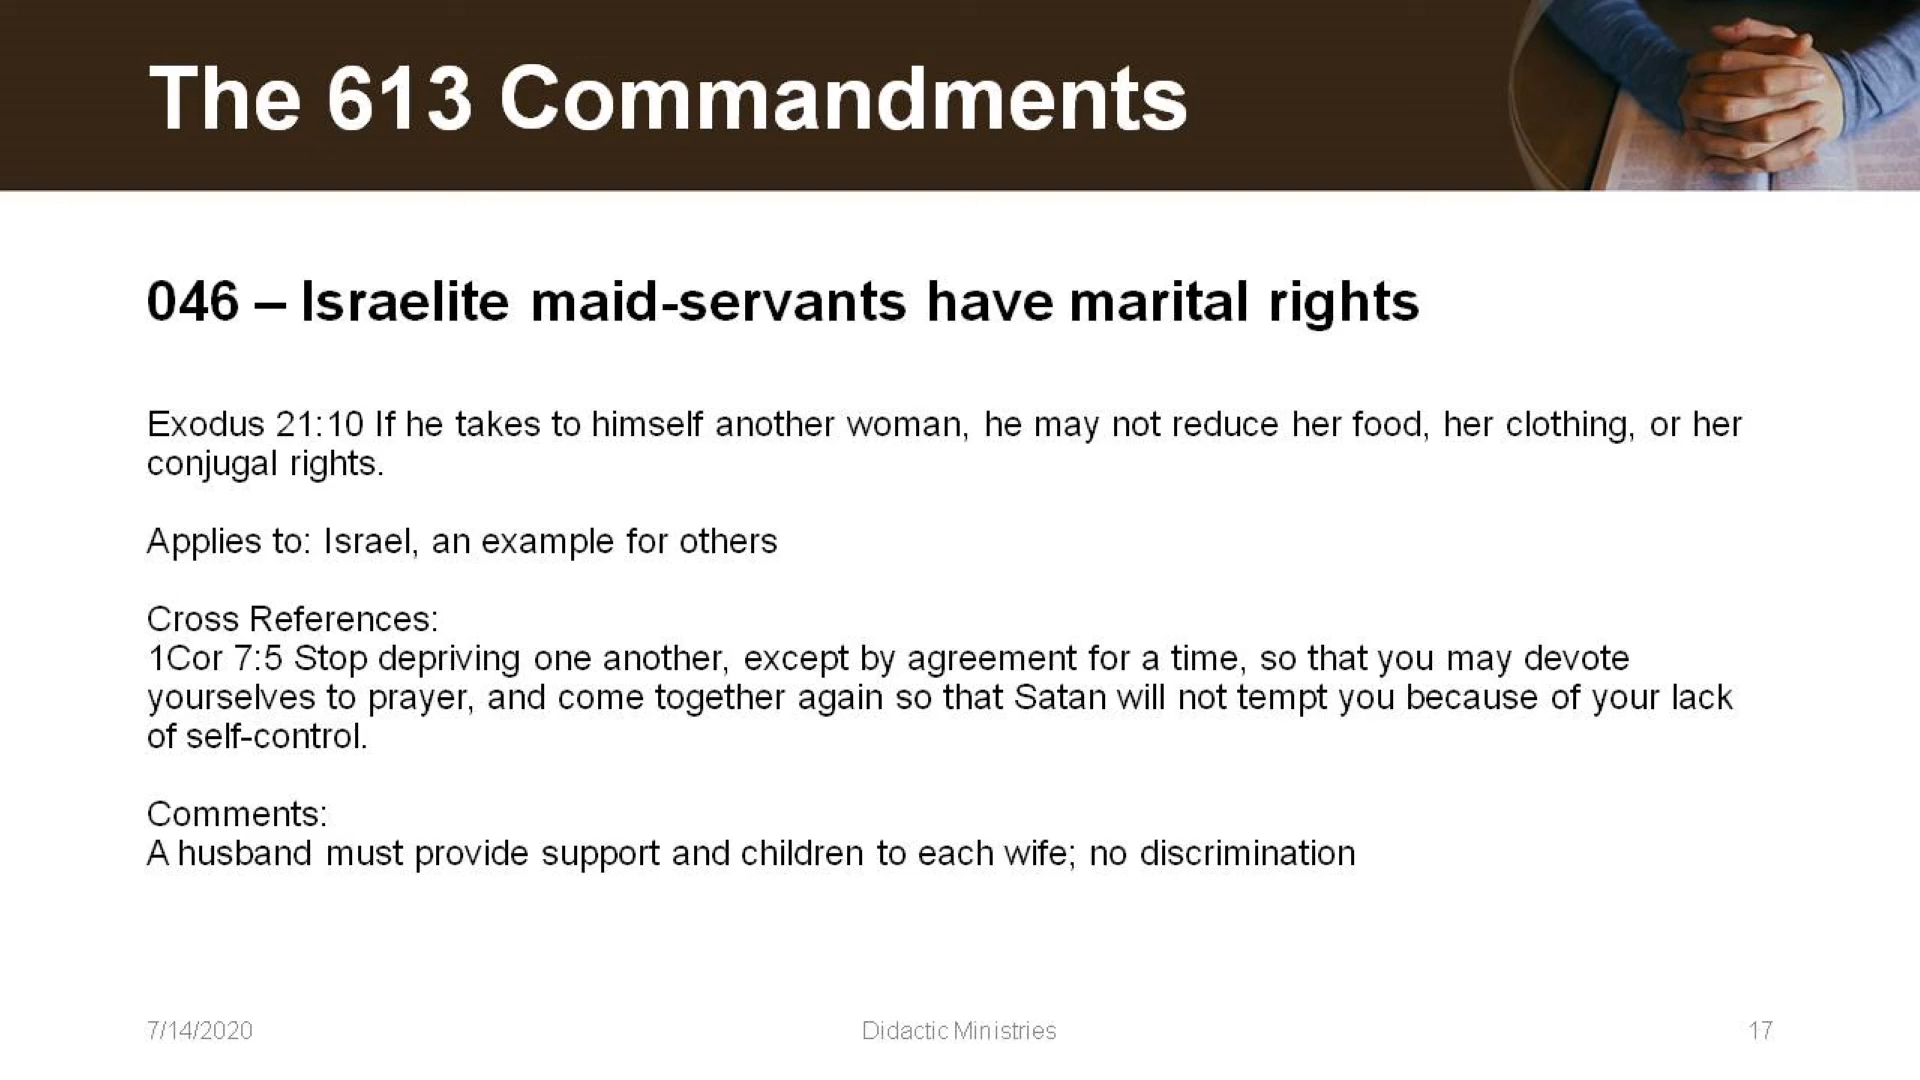 The 613 Commandments
046 – Israelite maid-servants have marital rights
Exodus 21:10 If he takes to himself another woman, he may not reduce her food, her clothing, or her
conjugal rights.
Applies to: Israel, an example for others
Cross References:
1Cor 7:5 Stop depriving one another, except by agreement for a time, so that you may devote
yourselves to prayer, and come together again so that Satan will not tempt you because of your lack
of self-control.
Comments:
A husband must provide support and children to each wife; no discrimination
7/14/2020
Didactic Ministries
17